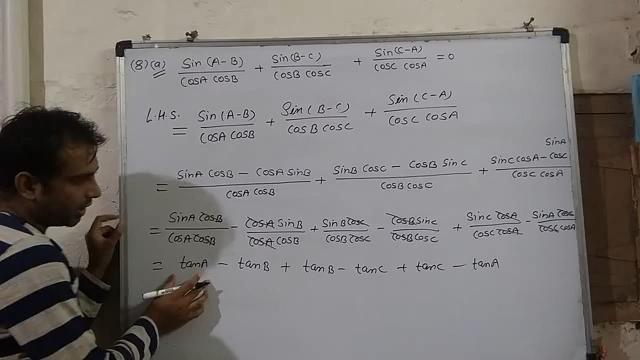 (8)(a) Sin(A-B)/COSA COSB + Sin(B-C)/COSB COSC + Sin(C-A)/COSC COSA = 0
L.H.S. = Sin(A-B)/COSA COSB + Sin(B-C)/COSB COSC + Sin(C-A)/COSC COSA
= SinA COSB - COSA SinB/COSA COSB + SinB COSC - COSB SinC/COSB COSC + SinC COSA - COSC SinA/COSC COSA
= SinA COSB/COSA COSB - COSA SinB/COSA COSB + SinB COSC/COSB COSC - COSB SinC/COSB COSC + SinC COSA/COSC COSA - SinA COSC/COSC COSA
= tanA - tanB + tanB - tanC + tanC - tanA